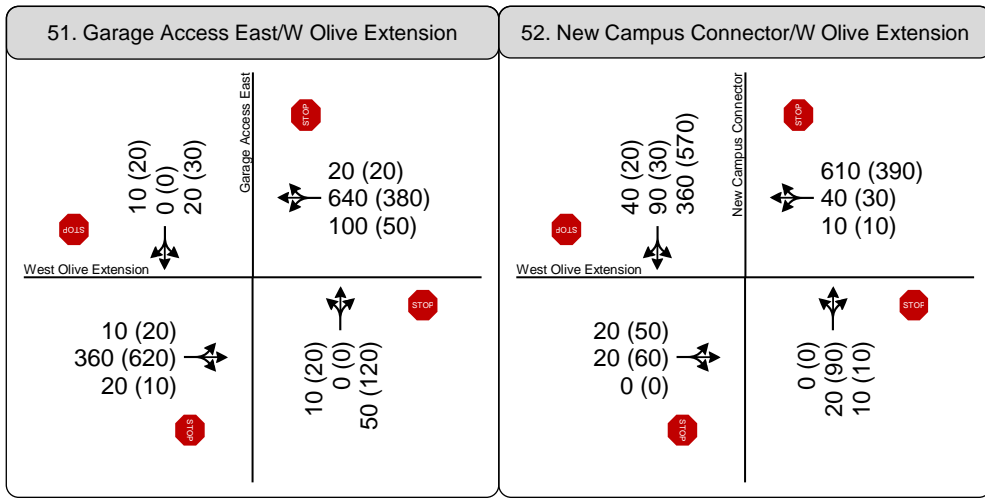 51. Garage Access East/W Olive Extension
STOP
Garage Access East
10 (20)
0 (0)
20 (30)
20 (20)
640 (380)
100 (50)
STOP
West Olive Extension
STOP
10 (20)
360 (620)
20 (10)
10 (20)
0 (0)
50 (120)
STOP
52. New Campus Connector/W Olive Extension
STOP
New Campus Connector
40 (20)
90 (30)
360 (570)
610 (390)
40 (30)
10 (10)
STOP
West Olive Extension
STOP
20 (50)
20 (60)
0 (0)
0 (0)
20 (90)
10 (10)
STOP